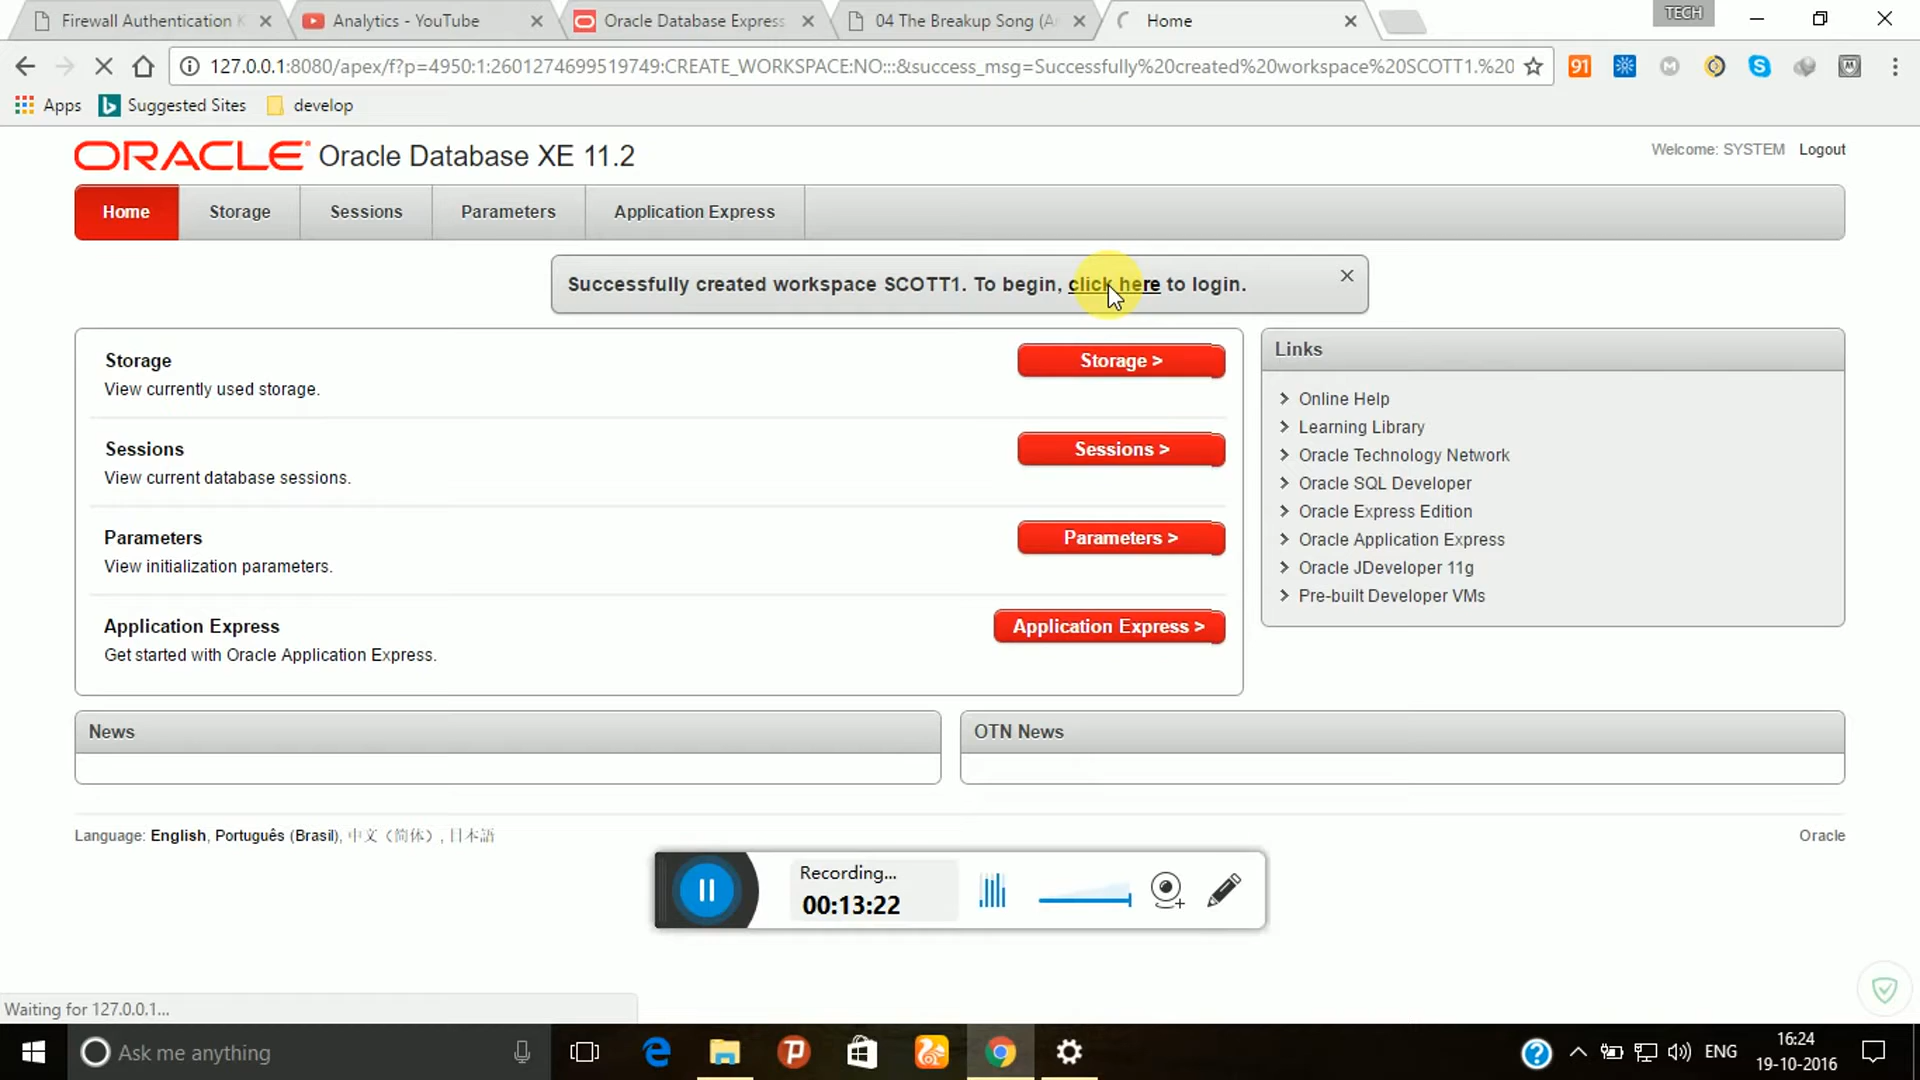 Firewall Authentication K
Analytics - YouTube
Oracle Database Express
04 The Breakup Song (A
Home
TECH
127.0.0.1:8080/apex/f?p=4950:1:2601274699519749:CREATE_WORKSPACE:NO:::&success_msg=Successfully%20created%20workspace%20SCOTT1.%20
91
Apps
Suggested Sites
develop
ORACLE Oracle Database XE 11.2
Welcome: SYSTEM Logout
Home
Storage
Sessions
Parameters
Application Express
Successfully created workspace SCOTT1. To begin, click here to login.
Storage
View currently used storage.
Storage >
Sessions
View current database sessions.
Sessions >
Parameters
View initialization parameters.
Parameters >
Application Express
Get started with Oracle Application Express.
Application Express >
Links
Online Help
Learning Library
Oracle Technology Network
Oracle SQL Developer
Oracle Express Edition
Oracle Application Express
Oracle JDeveloper 11g
Pre-built Developer VMs
News
OTN News
Language: English, Português (Brasil), 中文（简体）, 日本語
Oracle
Recording...
00:13:22
Waiting for 127.0.0.1...
Ask me anything
ENG
16:24
19-10-2016